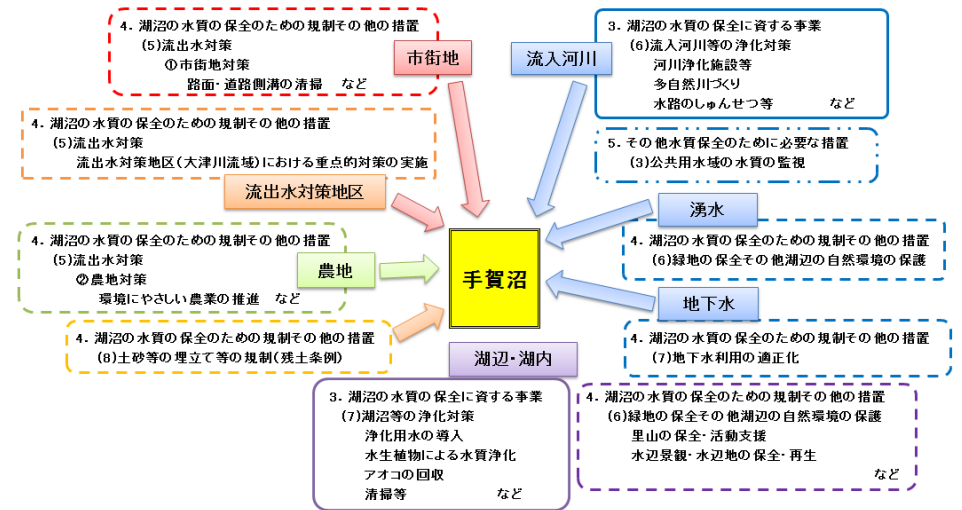 4. 湖沼の水質の保全のための規制その他の措置
(5)流出水対策
①市街地対策
路面・道路側溝の清掃　など
市街地
流入河川
3. 湖沼の水質の保全に資する事業
(6)流入河川等の浄化対策
河川浄化施設等
多自然川づくり
水路のしゅんせつ等　など
4. 湖沼の水質の保全のための規制その他の措置
(5)流出水対策
流出水対策地区(大津川流域)における重点的対策の実施
流出水対策地区
5. その他水質保全のために必要な措置
(3)公共用水域の水質の監視
湧水
4. 湖沼の水質の保全のための規制その他の措置
(6)緑地の保全その他湖辺の自然環境の保護
4. 湖沼の水質の保全のための規制その他の措置
(5)流出水対策
②農地対策
環境にやさしい農業の推進　など
農地
手賀沼
地下水
4. 湖沼の水質の保全のための規制その他の措置
(7)地下水利用の適正化
4. 湖沼の水質の保全のための規制その他の措置
(8)土砂等の埋立て等の規制(残土条例)
湖辺・湖内
3. 湖沼の水質の保全に資する事業
(7)湖沼等の浄化対策
浄化用水の導入
水生植物による水質浄化
アオコの回収
清掃等　など
4. 湖沼の水質の保全のための規制その他の措置
(6)緑地の保全その他湖辺の自然環境の保護
里山の保全・活動支援
水辺景観・水辺地の保全・再生
など